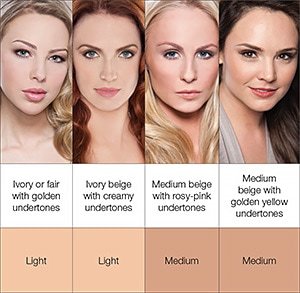 Ivory or fair
with golden
undertones
Ivory beige
with creamy
undertones
Medium beige
with rosy-pink
undertones
Medium
beige with
golden yellow
undertones
Light
Light
Medium
Medium